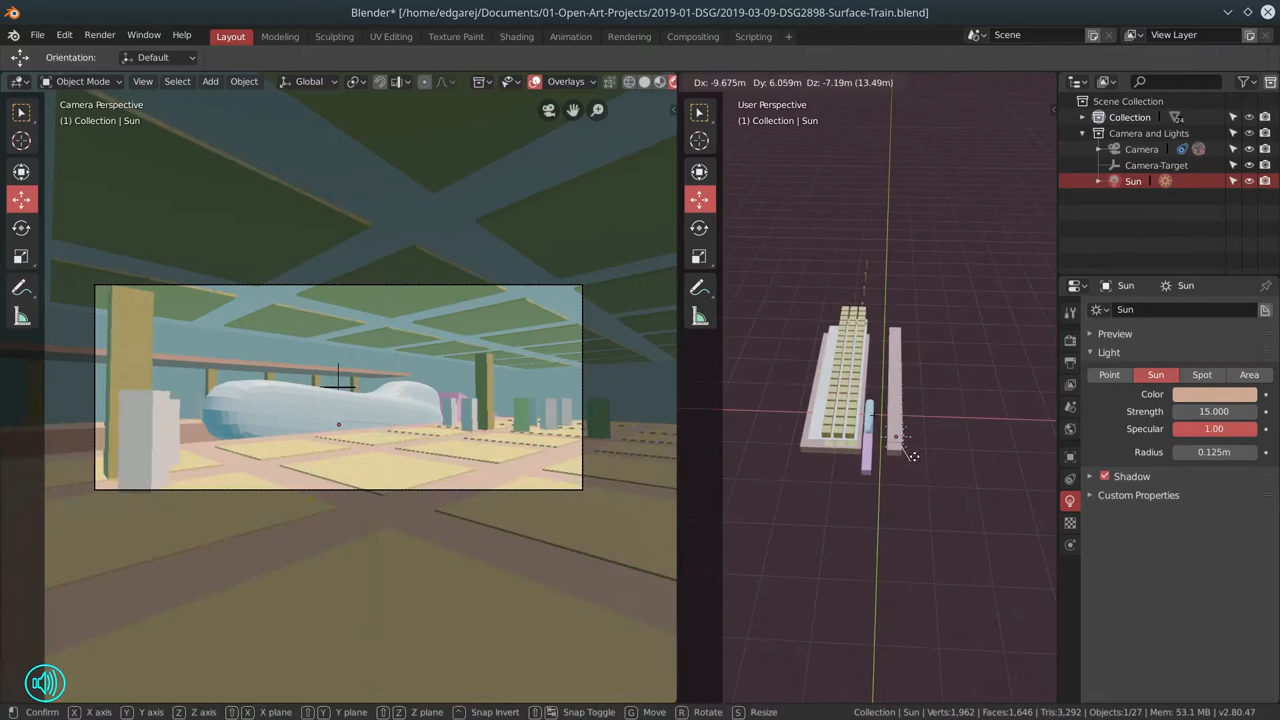 Blender* [/home/edgarej/Documents/01-Open-Art-Projects/2019-01-DSG/2019-03-09-DSG2898-Surface-Train.blend]
File Edit Render Window Help Layout Modeling Sculpting UV Editing Texture Paint Shading Animation Rendering Compositing Scripting + Scene View Layer
Orientation: Default
Object Mode View Select Add Object Global Overlays Dx: -9.675m Dy: 6.059m Dz: -7.19m (13.49m)
Camera Perspective
(1) Collection | Sun
User Perspective
(1) Collection | Sun
Scene Collection
Collection 24
Camera and Lights
Camera
Camera-Target
Sun
Sun Sun
Sun
Preview
Light
Point Sun Spot Area
Color
Strength 15.000
Specular 1.00
Radius 0.125m
Shadow
Custom Properties
Confirm X X axis Y Y axis Z Z axis X X plane Y Y plane Z Z plane Snap Invert Snap Toggle G Move R Rotate S Resize Collection | Sun | Verts:1,962 | Faces:1,646 | Tris:3,292 | Objects:1/27 | Mem: 53.1 MB | v2.80.47